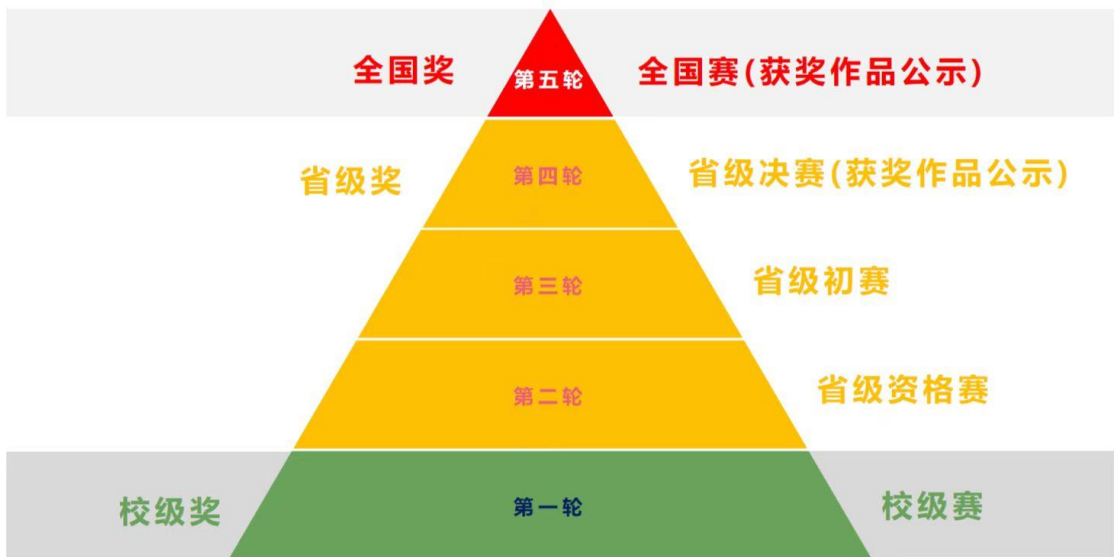 全国奖 第五轮 全国赛(获奖作品公示)
省级奖 第四轮 省级决赛(获奖作品公示)
第三轮 省级初赛
第二轮 省级资格赛
校级奖 第一轮 校级赛